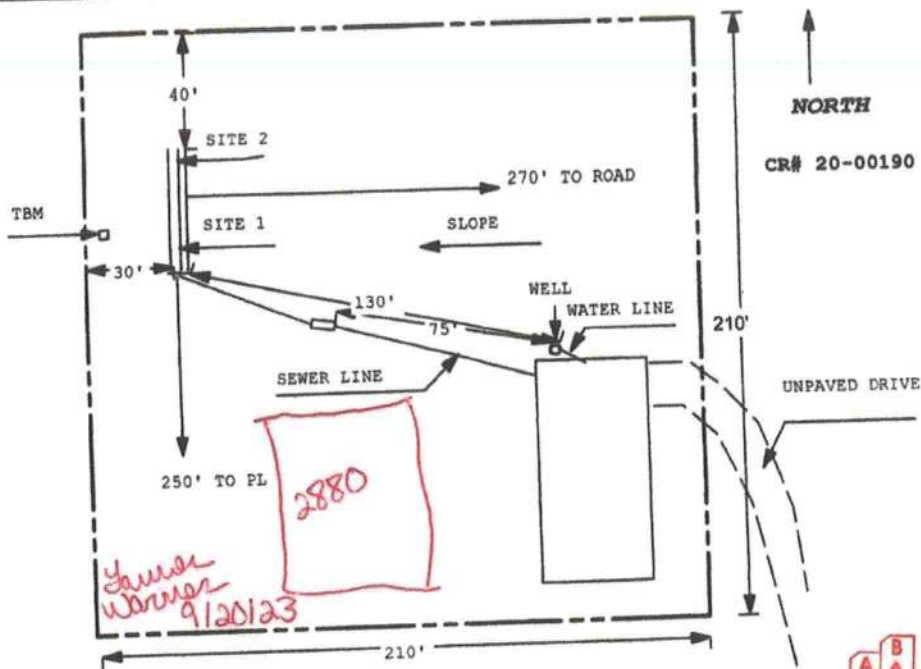 40'
NORTH
SITE 2
CR# 20-00190
270' TO ROAD
TBM
SITE 1
SLOPE
30'
130'
WELL
75'
WATER LINE
210'
SEWER LINE
UNPAVED DRIVE
250' TO PL
2880
Warner
9/20/23
210'
A
B